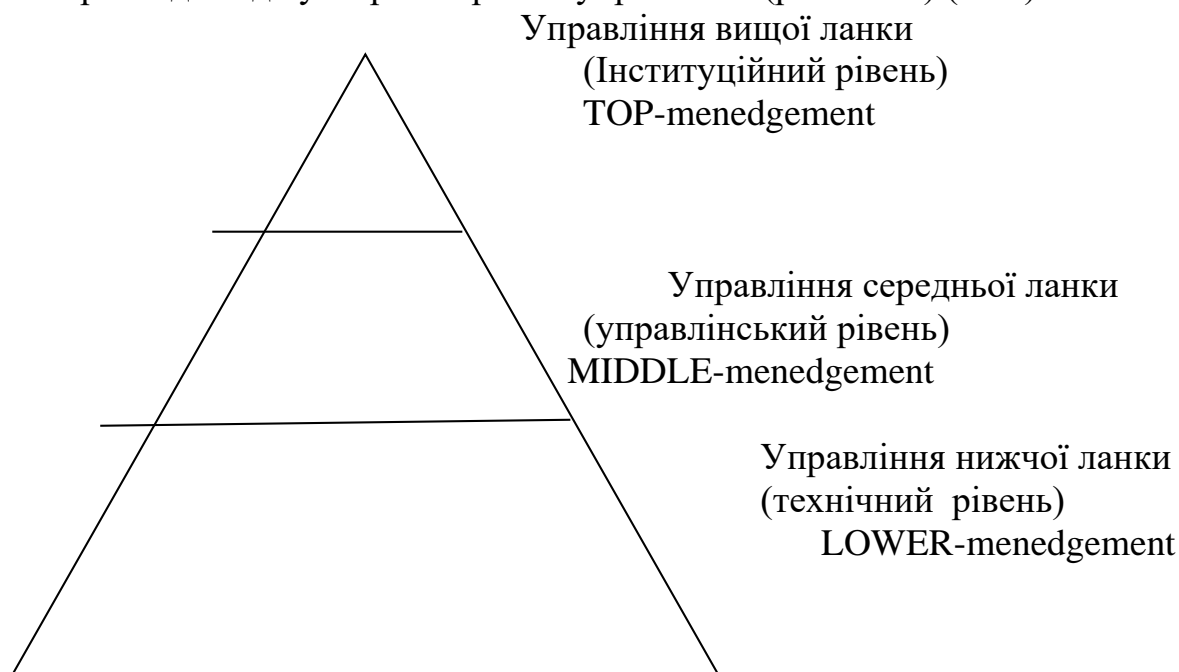 Управління вищої ланки
(Інституційний рівень)
TOP-menedgement
Управління середньої ланки
(управлінський рівень)
MIDDLE-menedgement
Управління нижчої ланки
(технічний рівень)
LOWER-menedgement